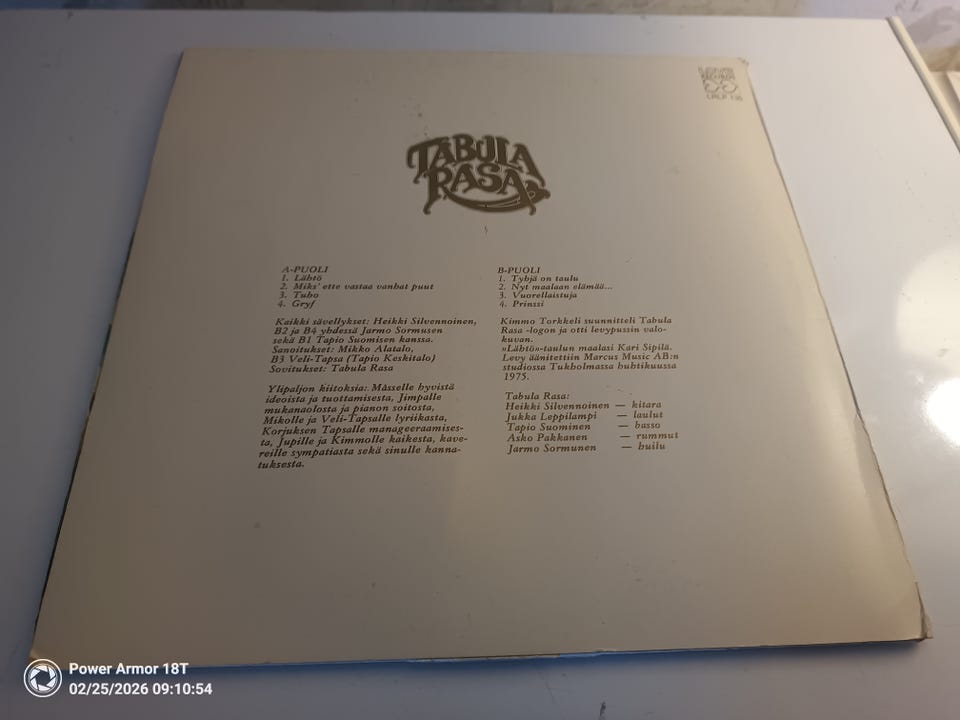 LRLP 136
TABULA
RASA
A-PUOLI
1. Lähtö
2. Miks' ette vastaa vanhat puut
3. Tuho
4. Gryf
Kaikki sävellykset: Heikki Silvennoinen,
B2 ja B4 yhdessä Jarmo Sormusen
sekä B1 Tapio Suomisen kanssa.
Sanoitukset: Mikko Alatalo,
B3 Veli-Tapsa (Tapio Keskitalo)
Sovitukset: Tabula Rasa
Ylipaljon kiitoksia: Måsselle hyvistä
ideoista ja tuottamisesta, Jimpalle
mukanaolosta ja pianon soitosta,
Mikolle ja Veli-Tapsalle lyriikasta,
Korjuksen Tapsalle manageeraamises-
ta, Jupille ja Kimmolle kaikesta, kave-
reille sympatiasta sekä sinulle kanna-
tuksesta.
B-PUOLI
1. Tyhjä on taulu
2. Nyt maalaan elämää...
3. Vuorellaistuja
4. Prinssi
Kimmo Torkkeli suunnitteli Tabula
Rasa -logon ja otti levypussin valo-
kuvan.
»Lähtö»-taulun maalasi Kari Sipilä.
Levy äänitettiin Marcus Music AB:n
studiossa Tukholmassa huhtikuussa
1975.
Tabula Rasa:
Heikki Silvennoinen — kitara
Jukka Leppilampi — laulut
Tapio Suominen — basso
Asko Pakkanen — rummut
Jarmo Sormunen — huilu
Power Armor 18T
02/25/2026 09:10:54